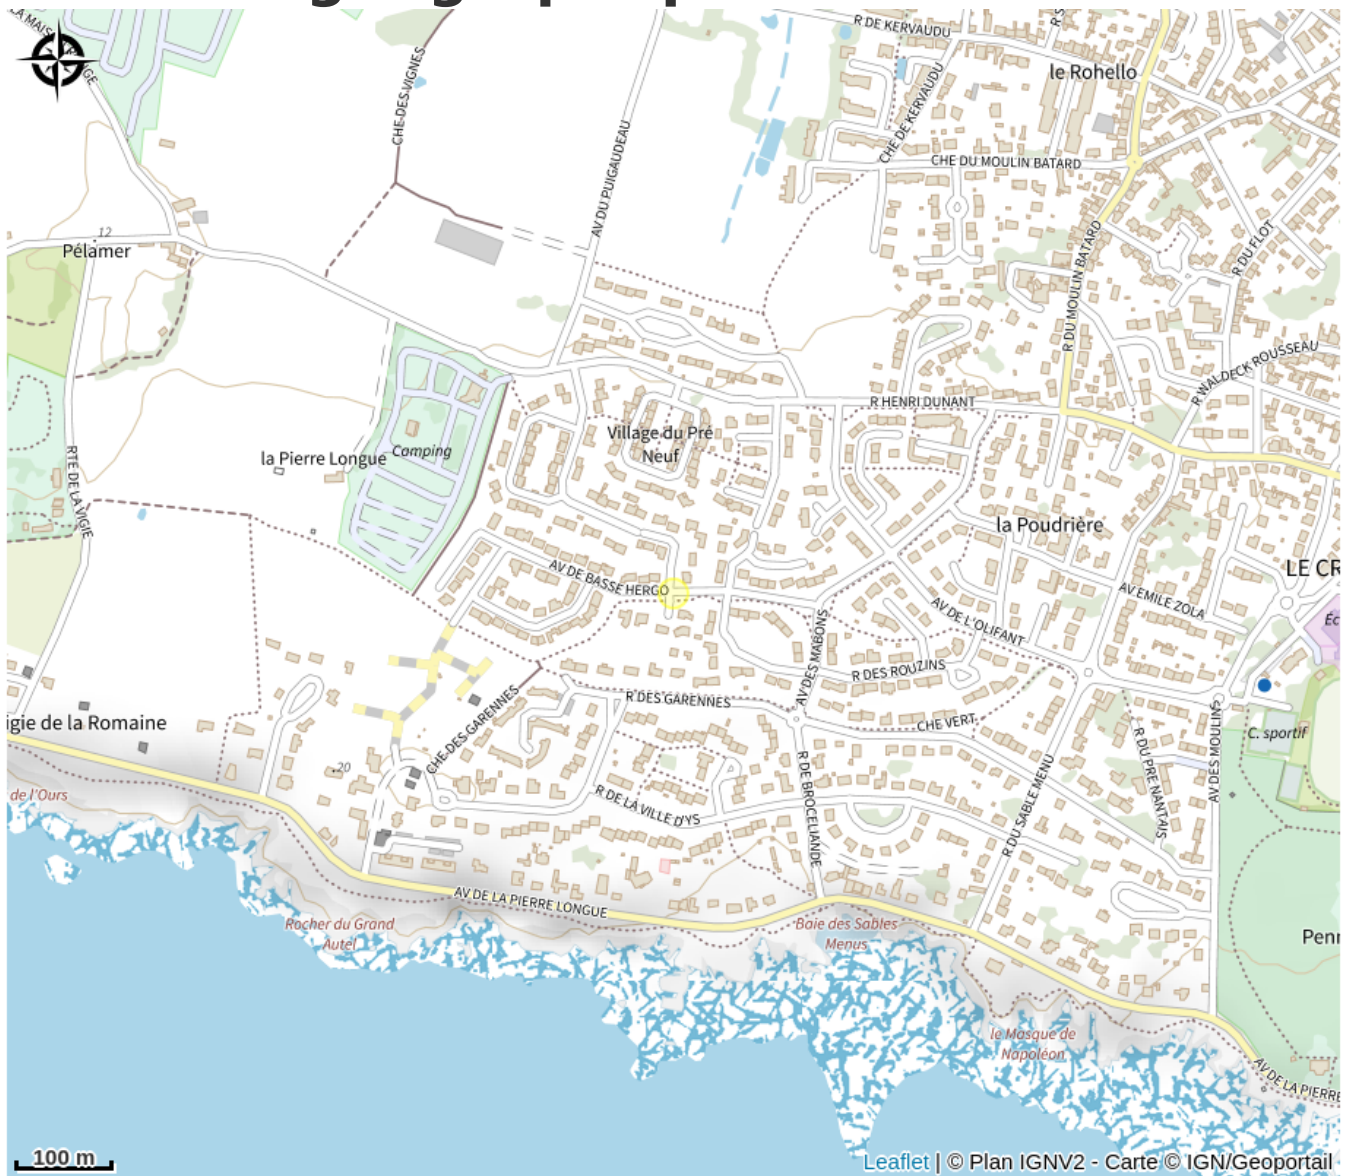 LA MAIS
GE
CHE DES VIGNES
AV DU PUIGAUDEAU
R DE KERVAUDU
le Rohello
CHE DE KERVAUDU
CHE DU MOULIN BATARD
12
Pélamer
R DU MOULIN BATARD
R DU FLOT
R WALDECK ROUSSEAU
R HENRI DUNANT
Village du Pré
Neuf
Camping
la Pierre Longue
RTE DE LA VIGIE
la Poudrière
LE CR
AV DE BASSE HERGO
AV EMILE ZOLA
AV DE L'OLIFANT
Éc
AV DES MABONS
R DES ROUZINS
R DES GARENNES
CHE DES GARENNES
CHE VERT
igie de la Romaine
C. sportif
20
R DE LA VILLE D'YS
R DE BROCELIANDE
R DU SABLE MENU
R DU PRE NANTAIS
AV DES MOULINS
de l'Ours
AV DE LA PIERRE LONGUE
Rocher du Grand
Autel
Baie des Sables
Menus
Penn
le Masque de
Napoléon
AV DE LA PIERRE
100 m
Leaflet | © Plan IGNV2 - Carte © IGN/Geoportail